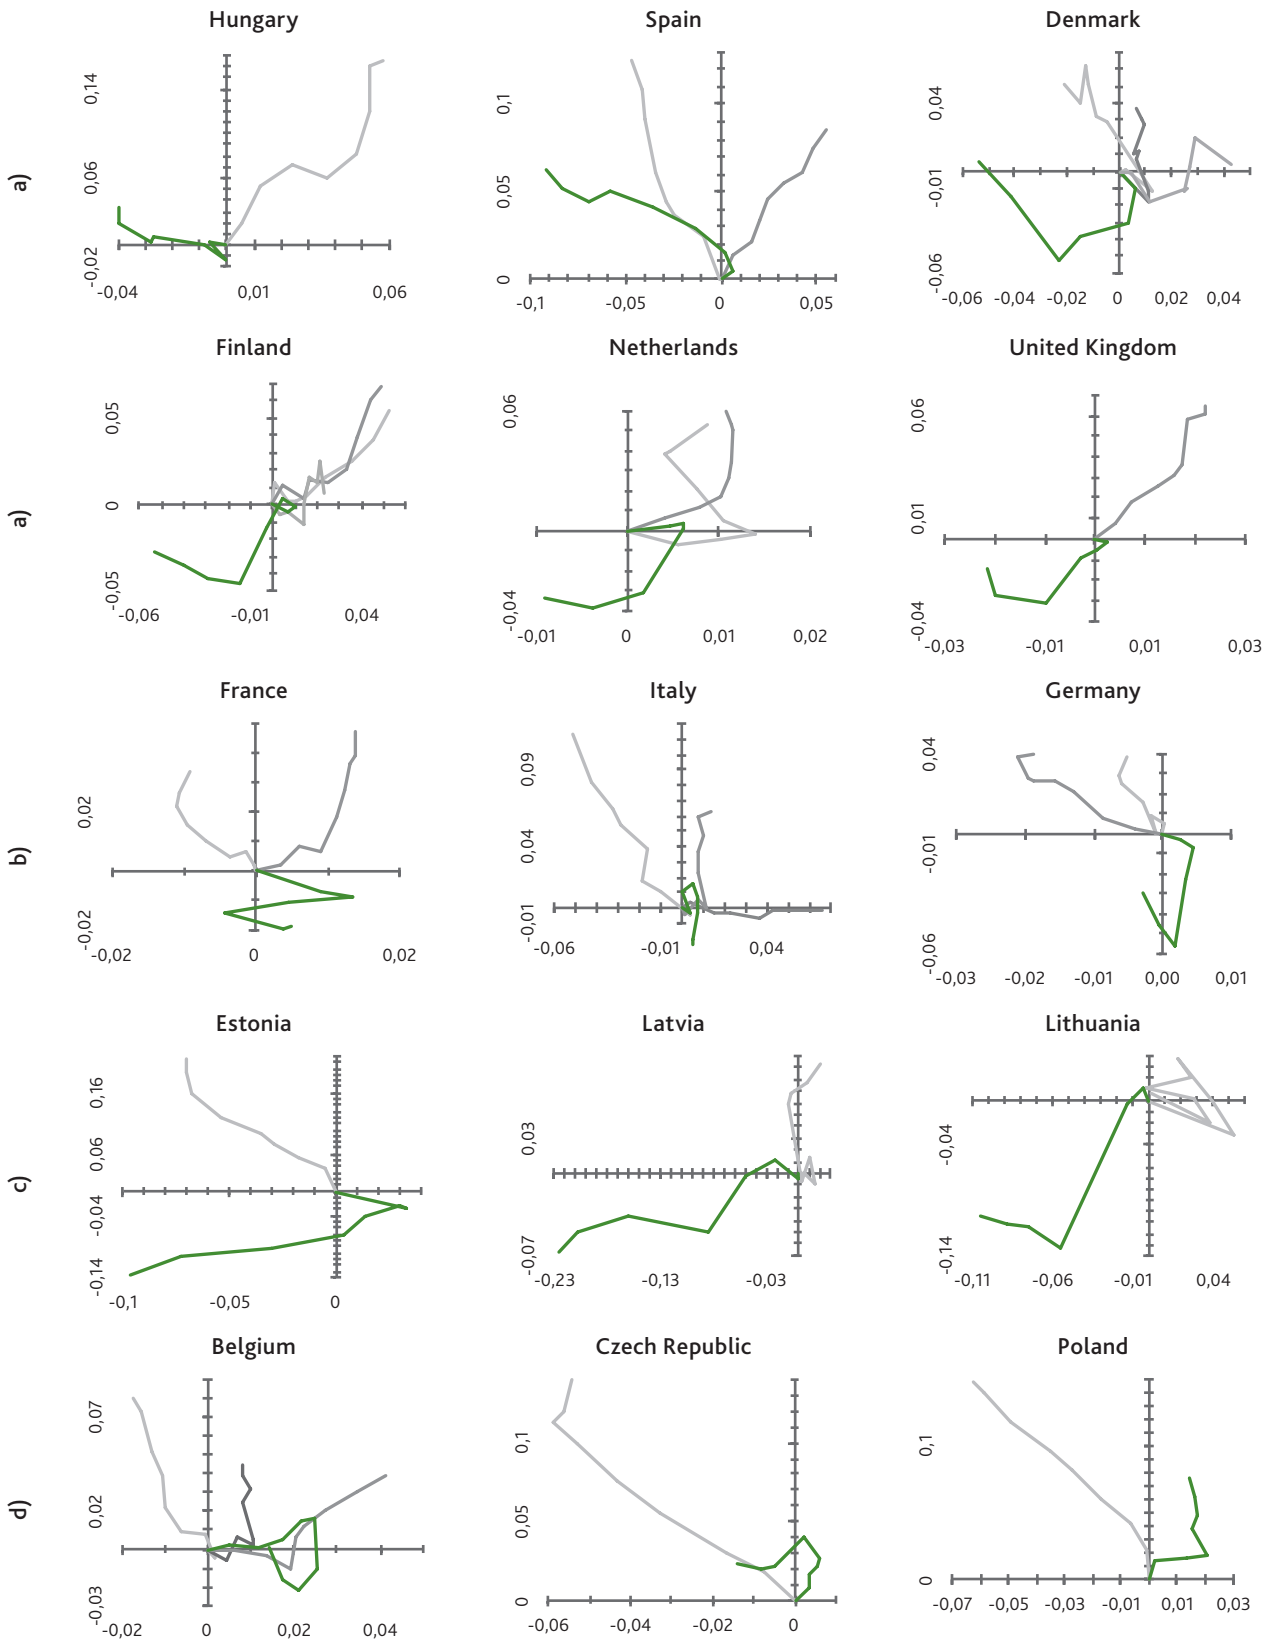 Hungary
Spain
Denmark
a)
0,14
0,06
-0,02
-0,04 0,01 0,06
0,1
0,05
0
-0,1 -0,05 0 0,05
0,04
-0,01
-0,06
-0,06 -0,04 -0,02 0 0,02 0,04
Finland
Netherlands
United Kingdom
a)
0,05
0
-0,05
-0,06 -0,01 0,04
0,06
-0,04
-0,01 0 0,01 0,02
0,06
0,01
-0,04
-0,03 -0,01 0,01 0,03
France
Italy
Germany
b)
0,02
-0,02
-0,02 0 0,02
0,09
0,04
-0,01
-0,06 -0,01 0,04
0,04
-0,01
-0,06
-0,03 -0,02 -0,01 0,00 0,01
Estonia
Latvia
Lithuania
c)
0,16
0,06
-0,04
-0,14
-0,1 -0,05 0
0,03
-0,07
-0,23 -0,13 -0,03
-0,04
-0,14
-0,11 -0,06 -0,01 0,04
Belgium
Czech Republic
Poland
d)
0,07
0,02
-0,03
-0,02 0 0,02 0,04
0,1
0,05
0
-0,06 -0,04 -0,02 0
0,1
0
-0,07 -0,05 -0,03 -0,01 0,01 0,03